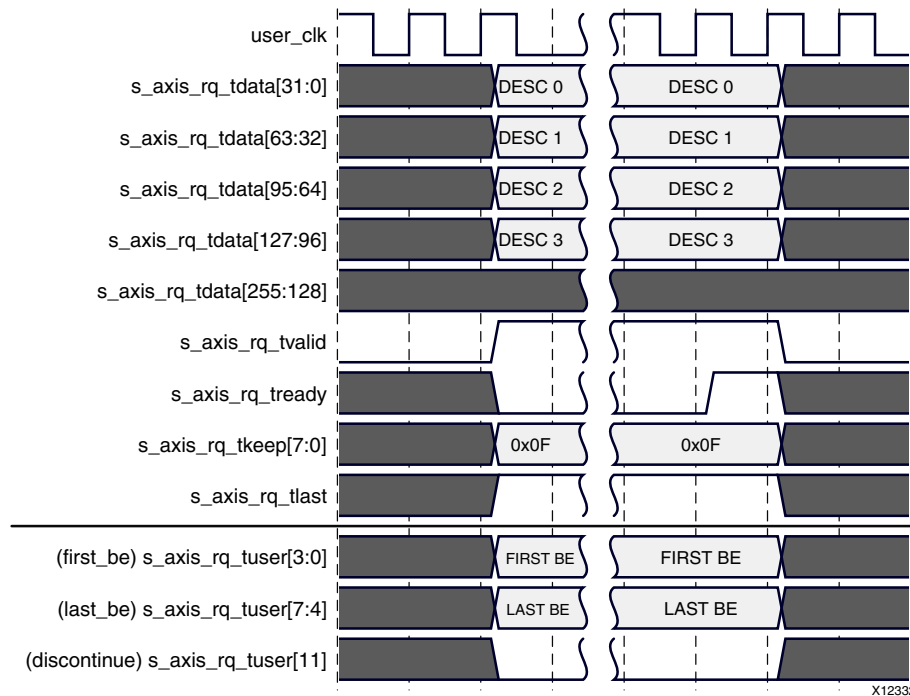 user_clk
s_axis_rq_tdata[31:0] DESC 0 DESC 0
s_axis_rq_tdata[63:32] DESC 1 DESC 1
s_axis_rq_tdata[95:64] DESC 2 DESC 2
s_axis_rq_tdata[127:96] DESC 3 DESC 3
s_axis_rq_tdata[255:128]
s_axis_rq_tvalid
s_axis_rq_tready
s_axis_rq_tkeep[7:0] 0x0F 0x0F
s_axis_rq_tlast
(first_be) s_axis_rq_tuser[3:0] FIRST BE FIRST BE
(last_be) s_axis_rq_tuser[7:4] LAST BE LAST BE
(discontinue) s_axis_rq_tuser[11]